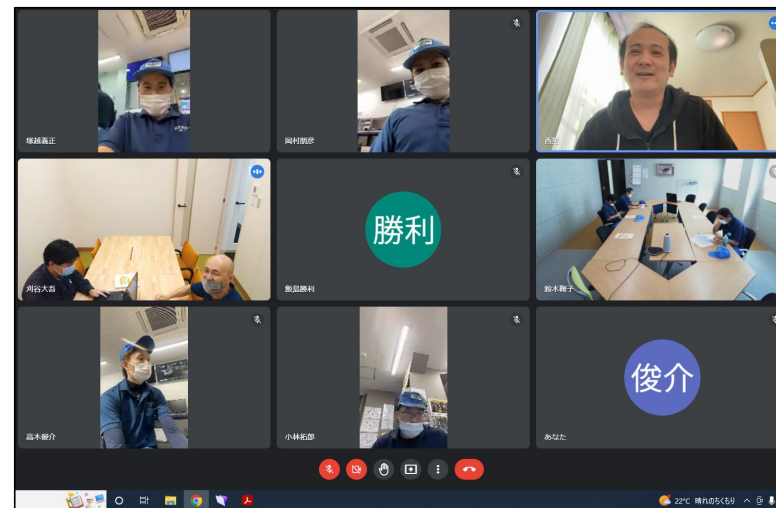 塚越義正
岡村朋彦
刈谷大吾
勝利
飯島勝利
鈴木鞠子
高木優介
小林拓郎
俊介
あなた
22°C 晴れのちくもり